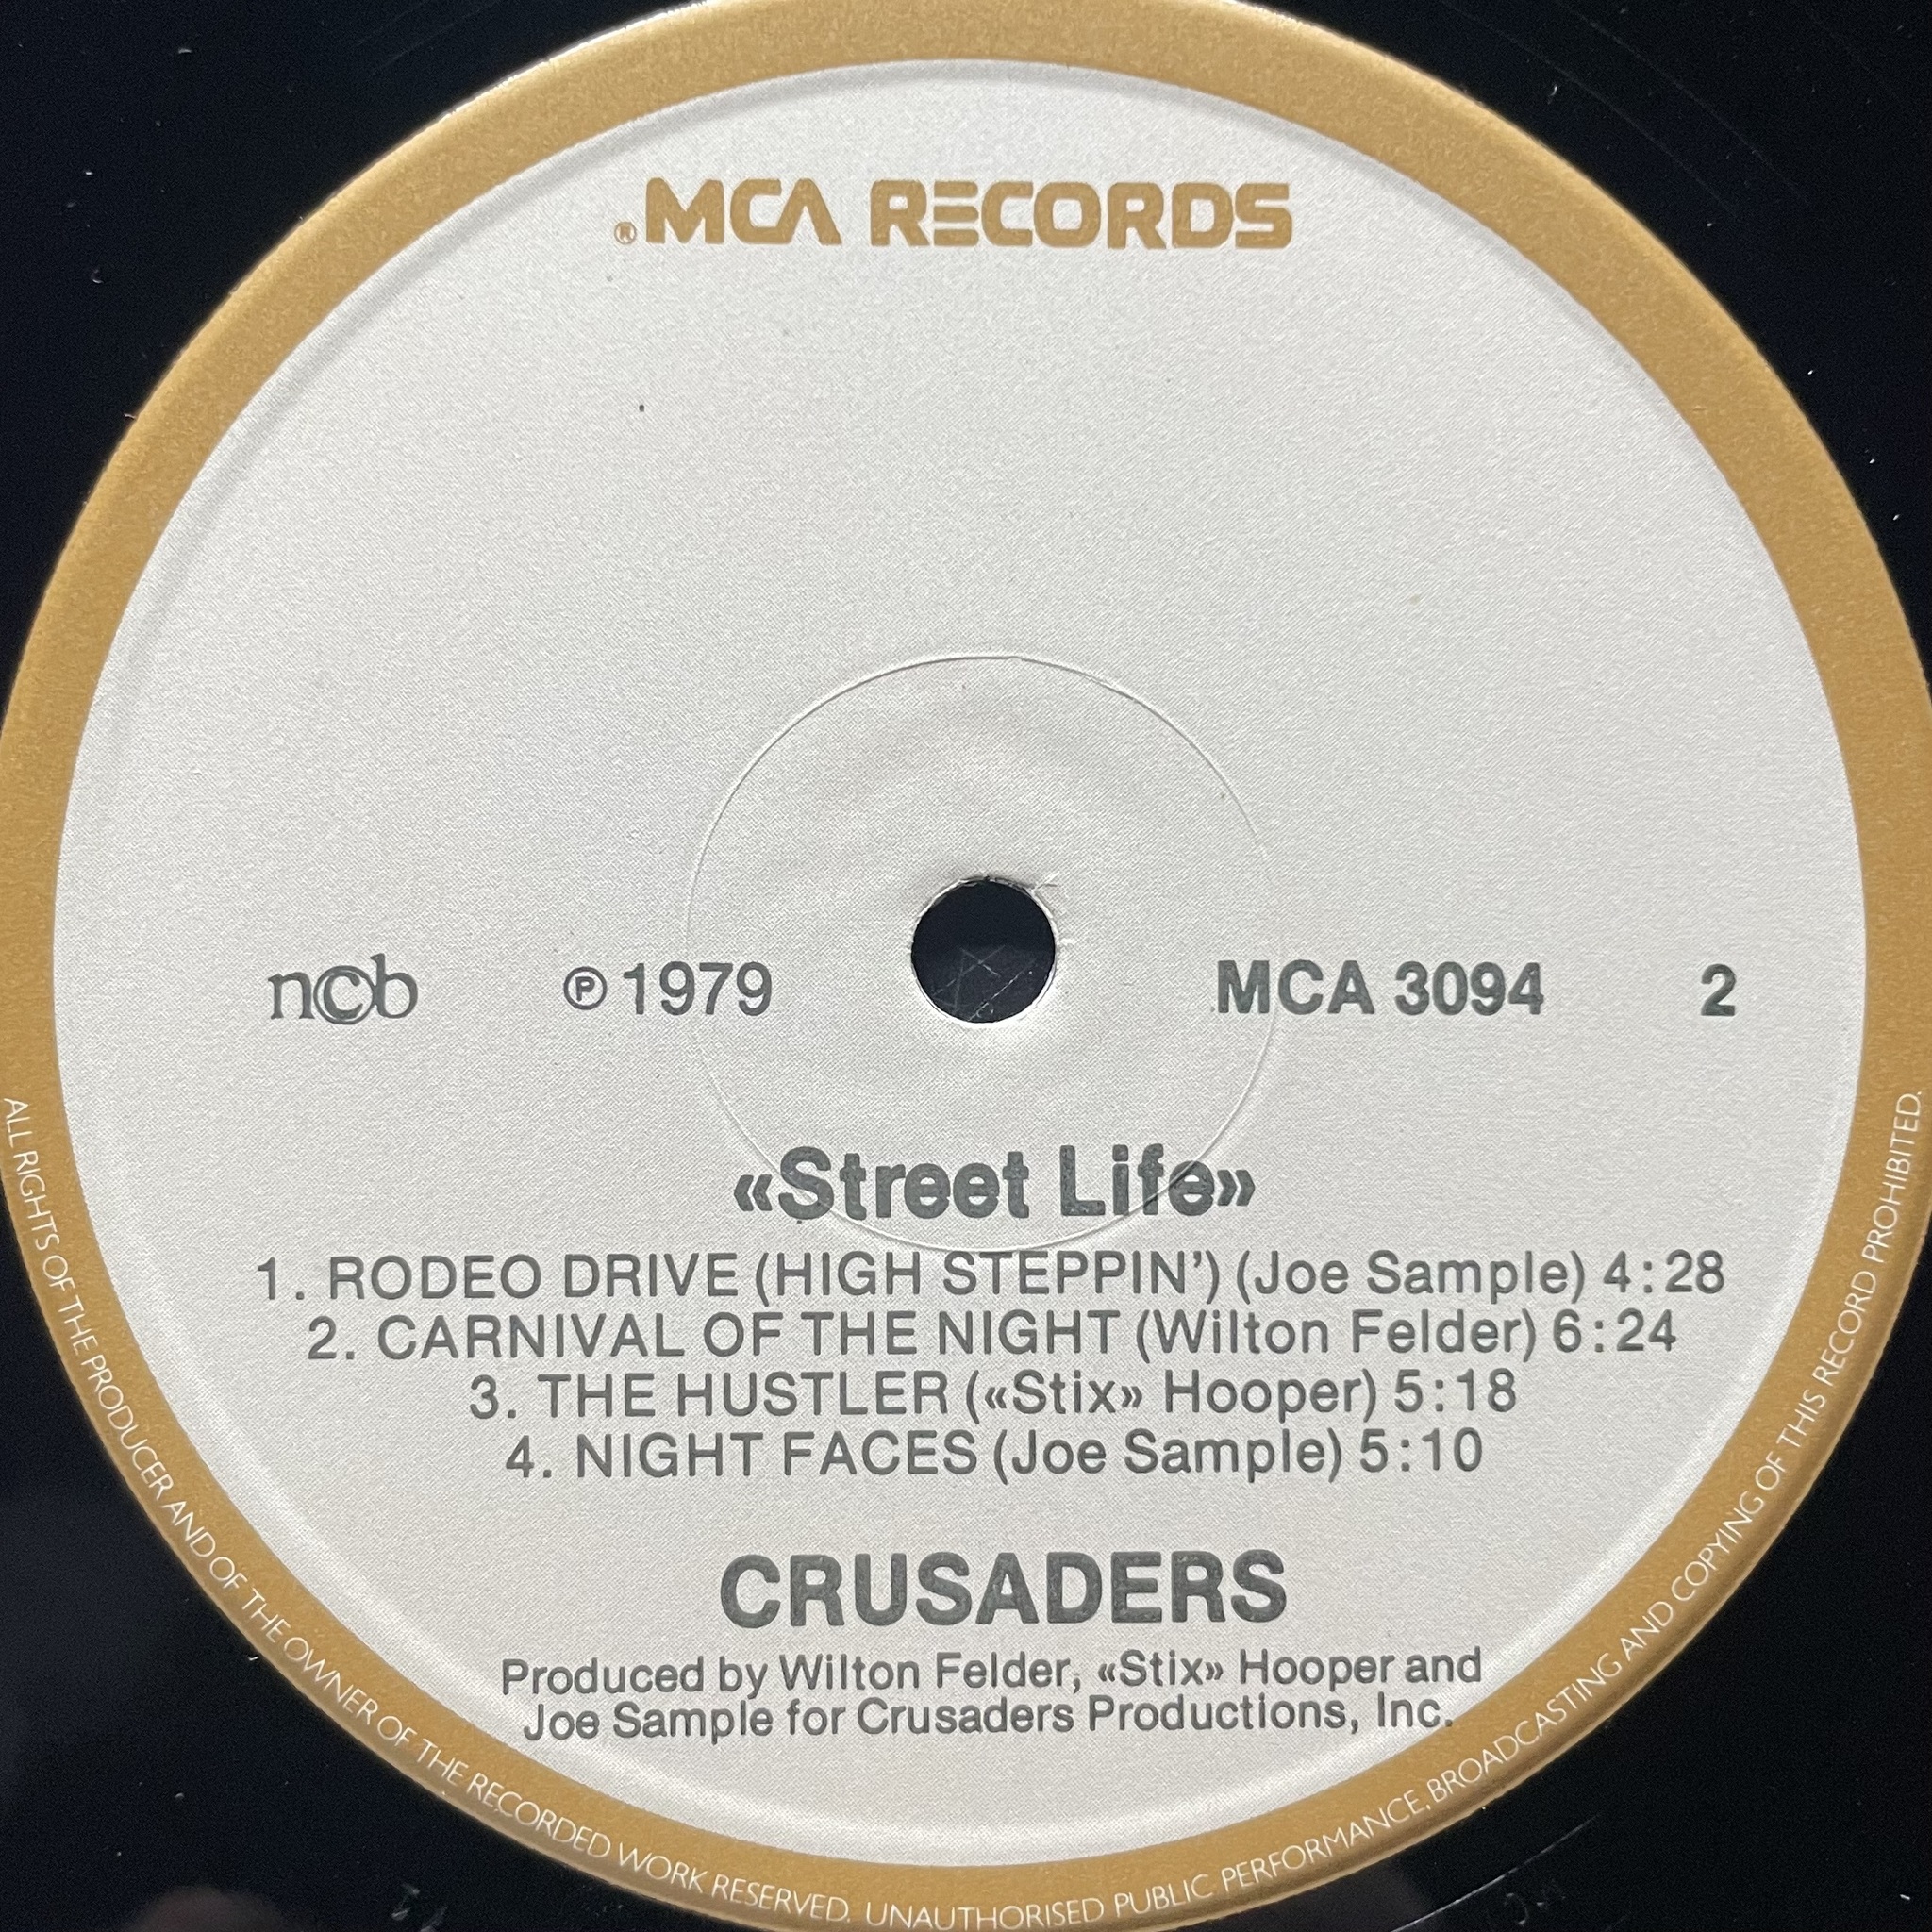 ® MCA RECORDS
ncb ℗ 1979 MCA 3094 2
«Street Life»
1. RODEO DRIVE (HIGH STEPPIN') (Joe Sample) 4:28
2. CARNIVAL OF THE NIGHT (Wilton Felder) 6:24
3. THE HUSTLER («Stix» Hooper) 5:18
4. NIGHT FACES (Joe Sample) 5:10
CRUSADERS
Produced by Wilton Felder, «Stix» Hooper and
Joe Sample for Crusaders Productions, Inc.
ALL RIGHTS OF THE PRODUCER AND OF THE OWNER OF THE RECORDED WORK RESERVED. UNAUTHORISED PUBLIC PERFORMANCE, BROADCASTING AND COPYING OF THIS RECORD PROHIBITED.